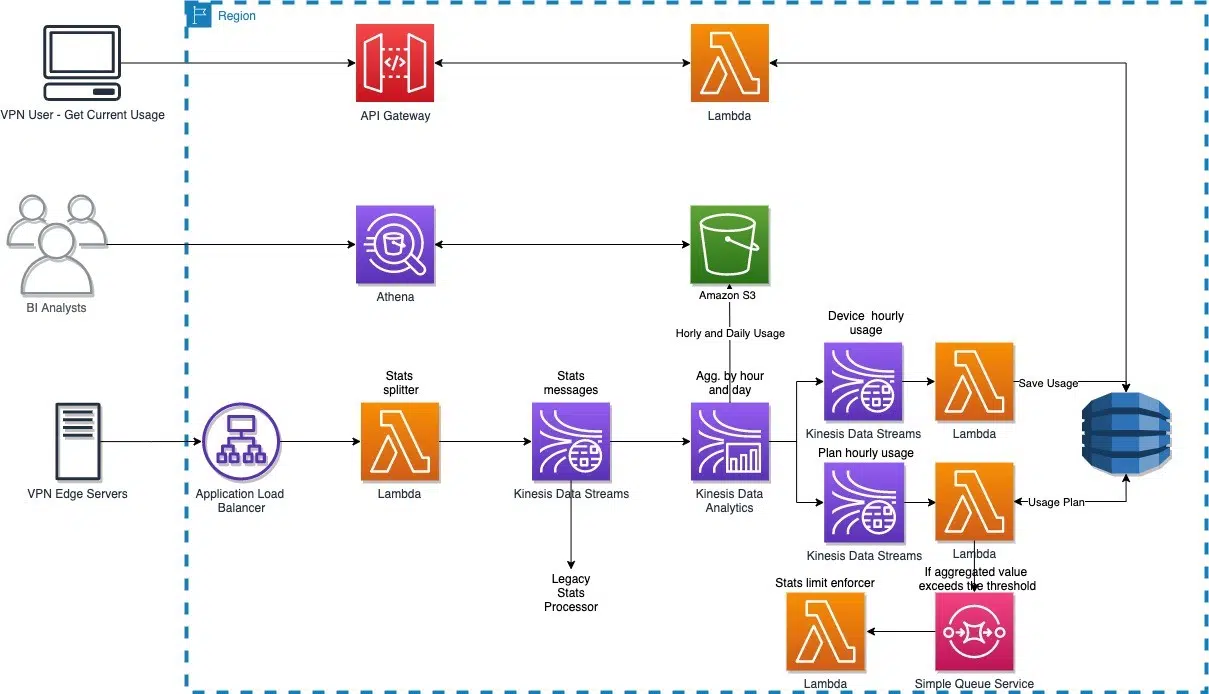 Region
VPN User - Get Current Usage
API Gateway
Lambda
BI Analysts
Athena
Amazon S3
Horly and Daily Usage
Device hourly
usage
Stats
splitter
Stats
messages
Agg. by hour
and day
Save Usage
Kinesis Data Streams
Lambda
Plan hourly usage
VPN Edge Servers
Application Load
Balancer
Lambda
Kinesis Data Streams
Kinesis Data
Analytics
Usage Plan
Kinesis Data Streams
Lambda
Legacy
Stats
Processor
If aggregated value
exceeds the threshold
Stats limit enforcer
Lambda
Simple Queue Service